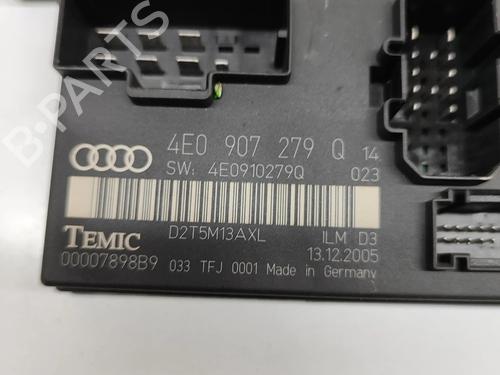 4E0 907 279 Q 14
SW: 4E0910279Q 023
TEMIC D2T5M13AXL ILM D3
13.12.2005
00007898B9 033 TFJ 0001 Made in Germany
B-PARTS